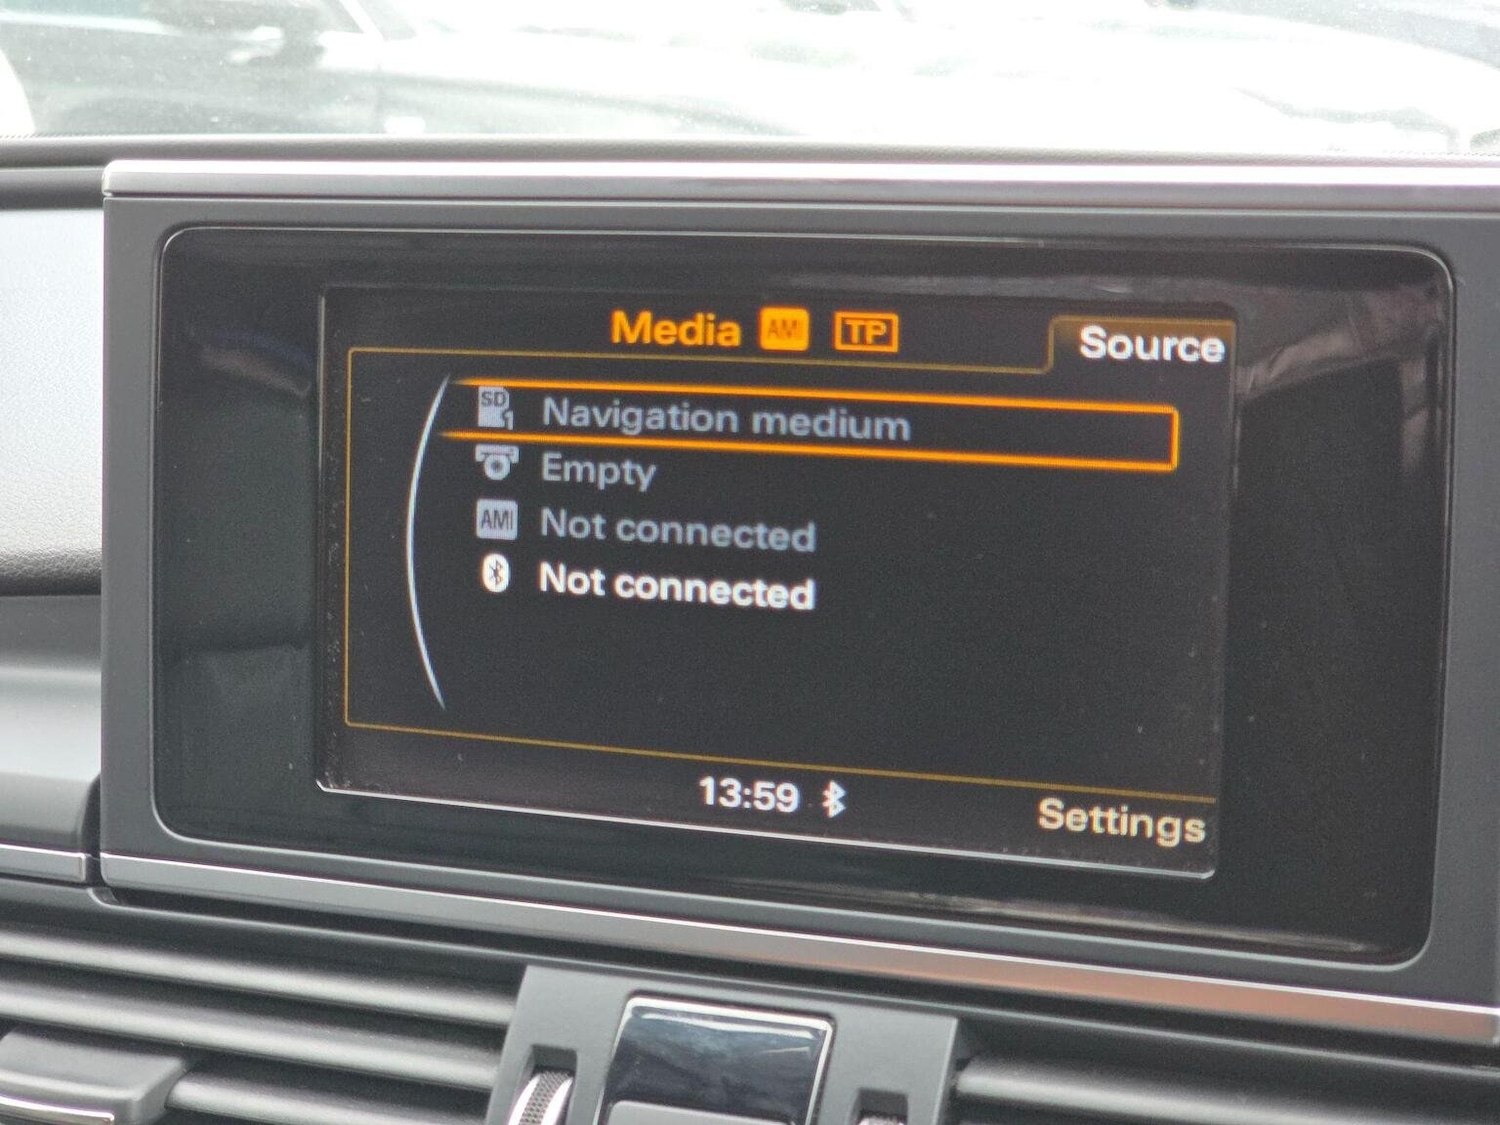 Media AMI TP
Source
SD 1 Navigation medium
Empty
AMI Not connected
Not connected
13:59
Settings